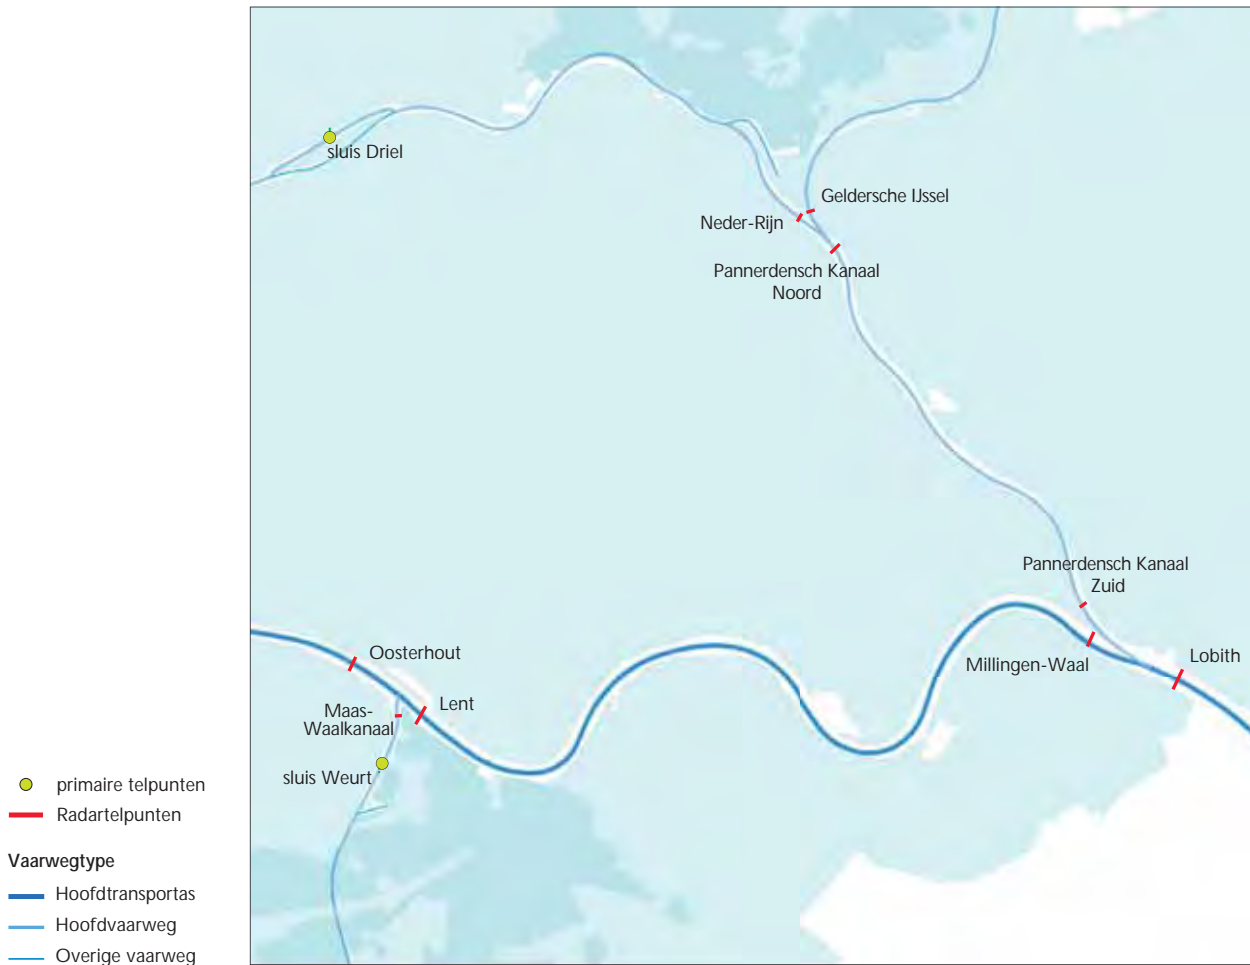 sluis Driel
Geldersche IJssel
Neder-Rijn
Pannerdensch Kanaal
Noord
Pannerdensch Kanaal
Zuid
Oosterhout
Millingen-Waal
Lobith
Lent
Maas-
Waalkanaal
sluis Weurt
primaire telpunten
Radartelpunten
Vaarwegtype
Hoofdtransportas
Hoofdvaarweg
Overige vaarweg